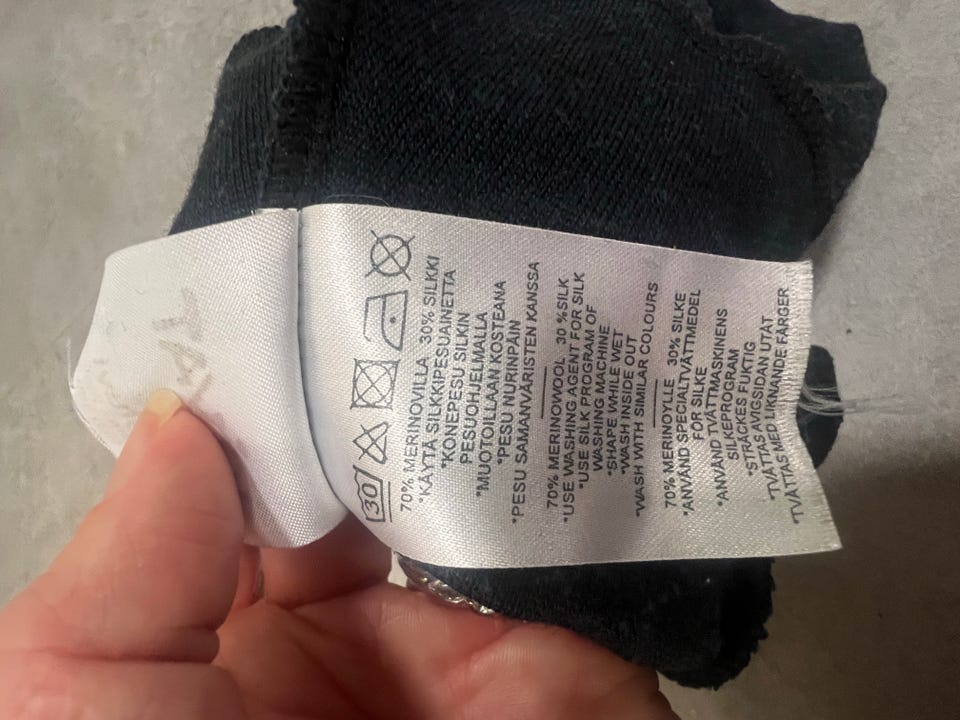 30
70% MERINOVILLA 30% SILKKI
*KÄYTÄ SILKKIPESUAINETTA
*KONEPESU SILKIN
PESUOHJELMALLA
*MUOTOILLAAN KOSTEANA
*PESU NURINPÄIN
*PESU SAMANVÄRISTEN KANSSA
70% MERINOWOOL 30 %SILK
*USE WASHING AGENT FOR SILK
*USE SILK PROGRAM OF
WASHING MACHINE
*SHAPE WHILE WET
*WASH INSIDE OUT
*WASH WITH SIMILAR COLOURS
70% MERINOYLLE 30% SILKE
*ANVÄND SPECIALTVÄTTMEDEL
FÖR SILKE
*ANVÄND TVÄTTMASKINENS
SILKEPROGRAM
*STRÄCKES FUKTIG
*TVÄTTAS AVIGSIDAN UTÅT
*TVÄTTAS MED LIKNANDE FÄRGER